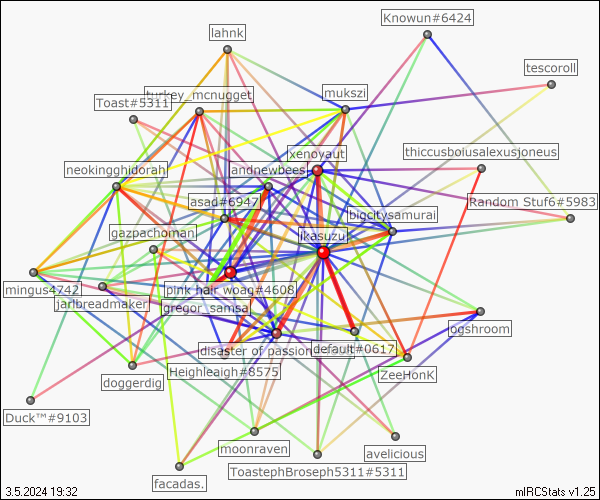 Knowun#6424
lahnk
tescoroll
turkey_mcnugget
mukszi
Toast#5311
xenoyaut
thiccusboiusalexusjoneus
neokingghidorah
andnewbees
asad#6947
Random Stuf6#5983
bigcitysamurai
gazpachoman
ikasuzu
mingus4742
pink hair woag#4608
jarlbreadmaker
gregor_samsa
ogshroom
disaster of passion
default#0617
Heighleaigh#8575
ZeeHonK
doggerdig
Duck™#9103
moonraven
avelicious
ToastephBroseph5311#5311
facadas.
3.5.2024 19:32
mIRCStats v1.25